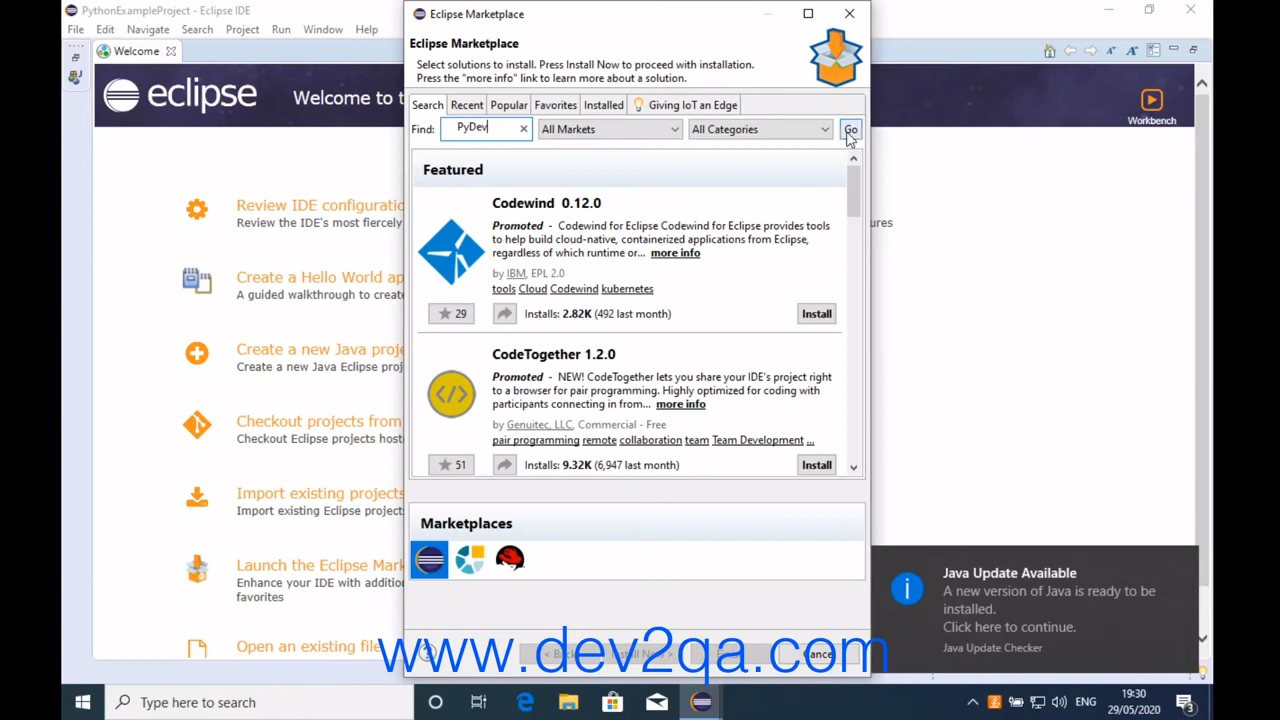 PythonExampleProject - Eclipse IDE
File Edit Navigate Search Project Run Window Help
Welcome
eclipse
Welcome to t
Workbench
Review IDE configuratio
Review the IDE's most fiercely
ures
Create a Hello World ap
A guided walkthrough to create
Create a new Java proje
Create a new Java Eclipse proj
Checkout projects from
Checkout Eclipse projects hoste
Import existing projects
Import existing Eclipse projects
Launch the Eclipse Mark
Enhance your IDE with additio
favorites
Open an existing file
Eclipse Marketplace
Eclipse Marketplace
Select solutions to install. Press Install Now to proceed with installation.
Press the "more info" link to learn more about a solution.
Search Recent Popular Favorites Installed Giving IoT an Edge
Find: PyDev All Markets All Categories Go
Featured
Codewind 0.12.0
Promoted - Codewind for Eclipse Codewind for Eclipse provides tools
to help build cloud-native, containerized applications from Eclipse,
regardless of which runtime or... more info
by IBM, EPL 2.0
tools Cloud Codewind kubernetes
29 Installs: 2.82K (492 last month) Install
CodeTogether 1.2.0
Promoted - NEW! CodeTogether lets you share your IDE's project right
to a browser for pair programming. Highly optimized for coding with
participants connecting in from... more info
by Genuitec, LLC, Commercial - Free
pair programming remote collaboration team Team Development ...
51 Installs: 9.32K (6,947 last month) Install
Marketplaces
< Back Install Now > Cancel
www.dev2qa.com
Java Update Available
A new version of Java is ready to be
installed.
Click here to continue.
Java Update Checker
Type here to search
ENG
19:30
29/05/2020
3